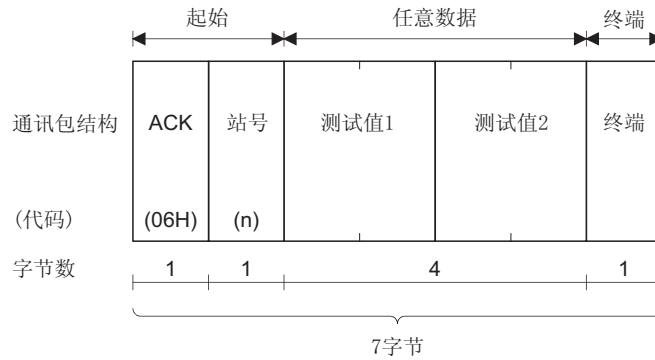 起始 任意数据 终端
通讯包结构 ACK 站号 测试值1 测试值2 终端
(代码) (06H) (n)
字节数 1 1 4 1
7字节